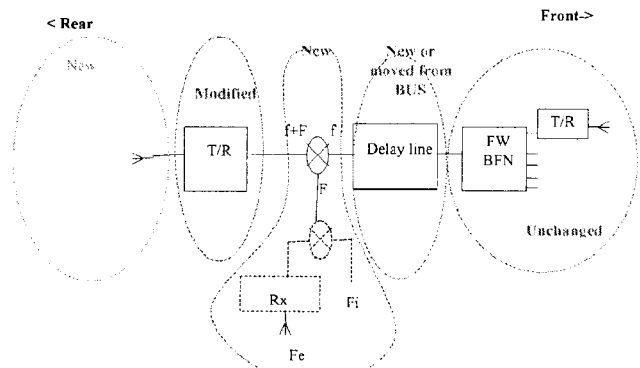 < Rear
Front->
New
New
New or
moved from
BUS
Modified
T/R
f+F
f
Delay line
FW
BFN
T/R
F
Unchanged
Rx
Fi
Fe